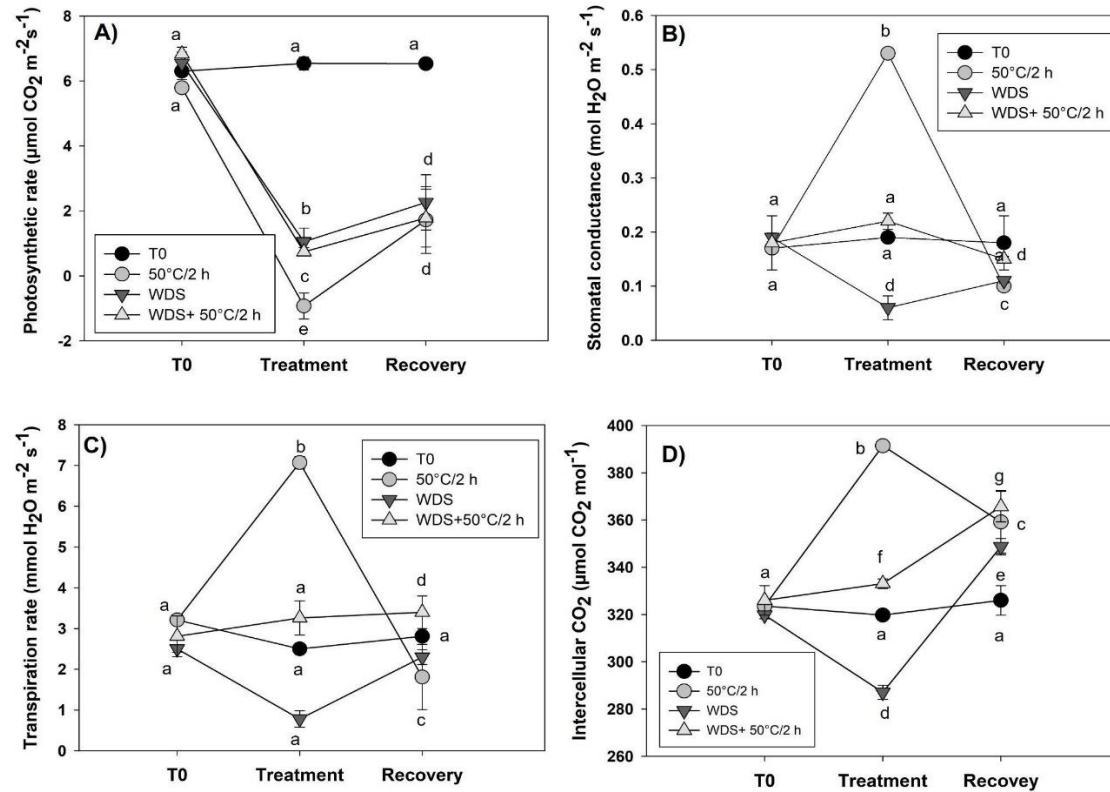 A)
Photosynthetic rate (µmol CO2 m-2s-1)
8
6
4
2
0
-2
a
a
a
a
b
c
e
d
d
T0
50°C/2 h
WDS
WDS+ 50°C/2 h
T0 Treatment Recovery
B)
Stomatal conductance (mol H2O m-2 s-1)
0.6
0.5
0.4
0.3
0.2
0.1
0.0
a
a
b
a
a
d
a
a
d
c
T0
50°C/2 h
WDS
WDS+ 50°C/2 h
T0 Treatment Recovery
C)
Transpiration rate (mmol H2O m-2 s-1)
8
7
6
5
4
3
2
1
0
a
a
b
a
a
a
d
a
c
T0
50°C/2 h
WDS
WDS+50°C/2 h
T0 Treatment Recovery
D)
Intercellular CO2 (µmol CO2 mol-1)
400
380
360
340
320
300
280
260
a
b
f
a
d
g
c
e
a
T0
50°C/2 h
WDS
WDS+ 50°C/2 h
T0 Treatment Recovey